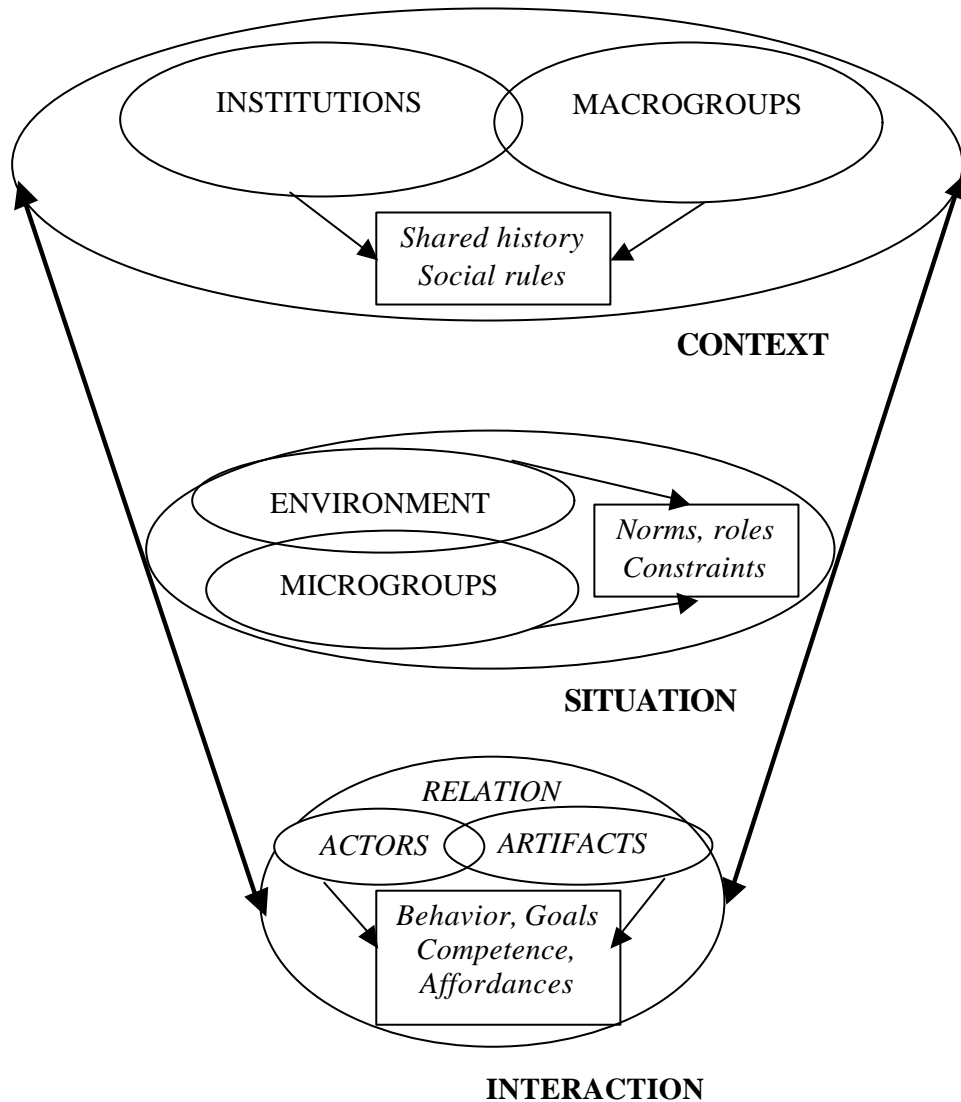 INSTITUTIONS
MACROGROUPS
Shared history
Social rules
CONTEXT
ENVIRONMENT
MICROGROUPS
Norms, roles
Constraints
SITUATION
RELATION
ACTORS
ARTIFACTS
Behavior, Goals
Competence,
Affordances
INTERACTION